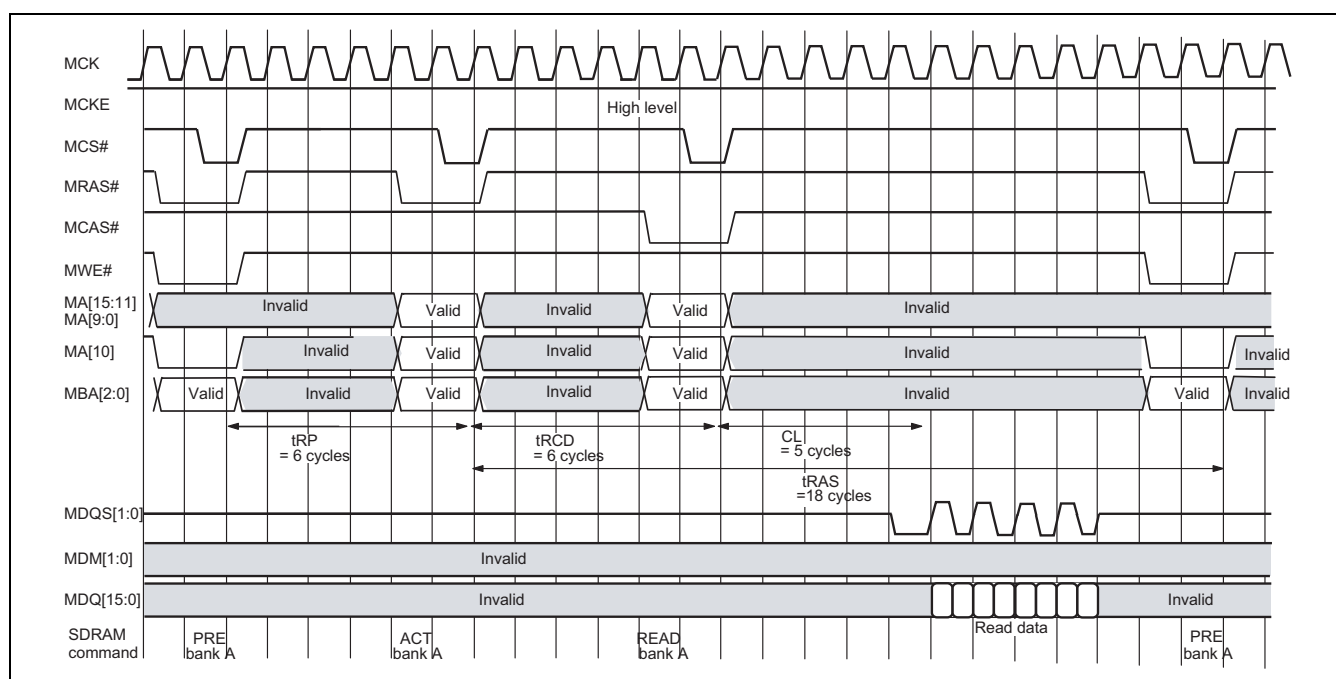 MCK
MCKE
High level
MCS#
MRAS#
MCAS#
MWE#
MA[15:11]
MA[9:0]
Invalid Valid Invalid Valid Invalid
MA[10]
Invalid Valid Invalid Valid Invalid Invalid
MBA[2:0]
Valid Invalid Valid Invalid Valid Invalid Valid Invalid
tRP
= 6 cycles
tRCD
= 6 cycles
CL
= 5 cycles
tRAS
=18 cycles
MDQS[1:0]
MDM[1:0]
Invalid
MDQ[15:0]
Invalid
Read data
Invalid
SDRAM
command
PRE
bank A
ACT
bank A
READ
bank A
PRE
bank A